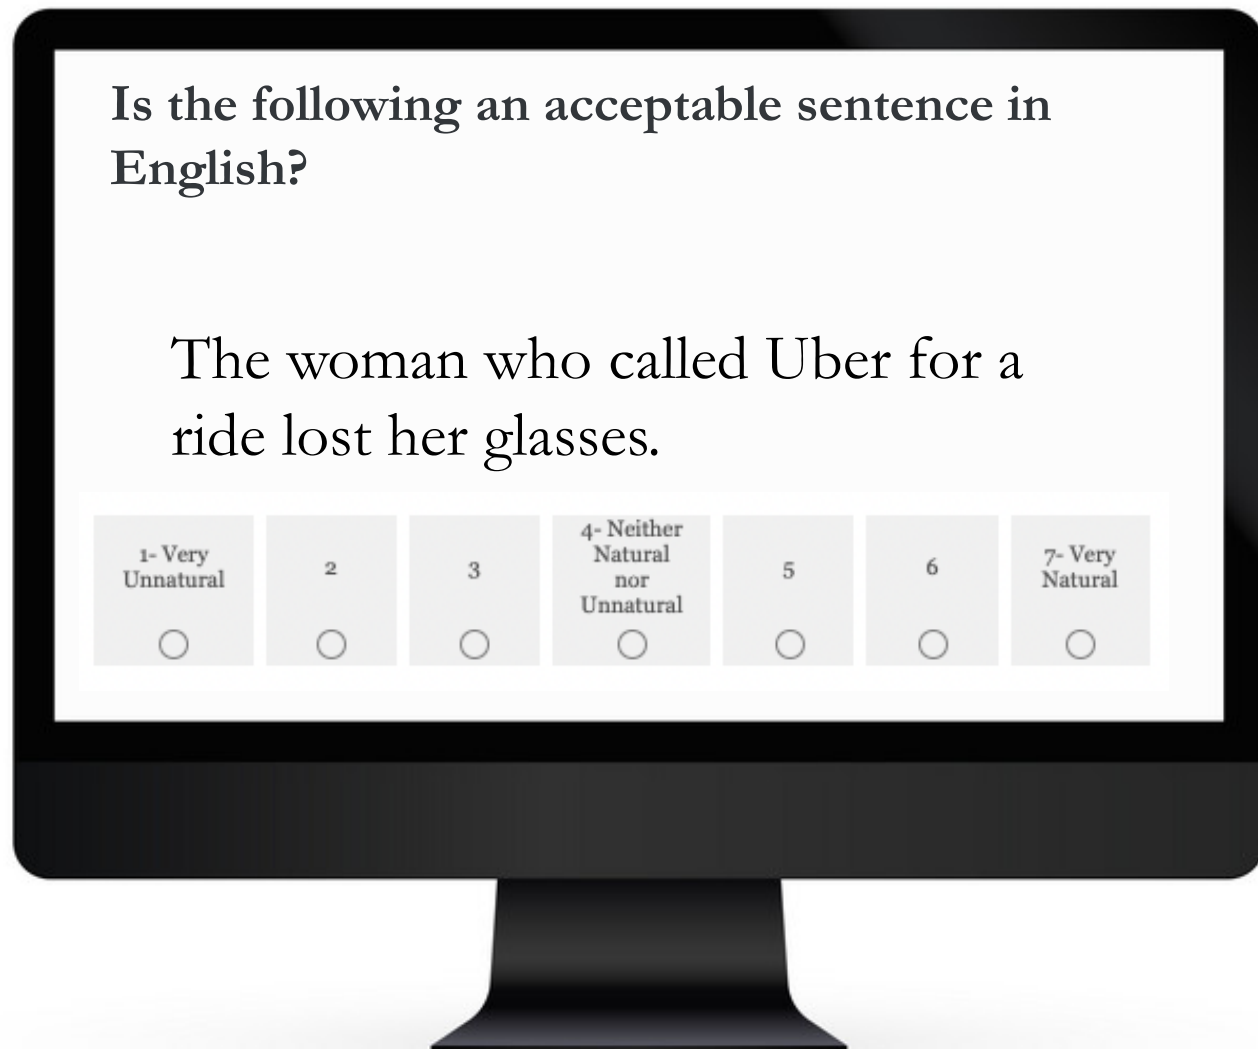 Is the following an acceptable sentence in
English?
The woman who called Uber for a
ride lost her glasses.
1- Very
Unnatural
2
3
4- Neither
Natural
nor
Unnatural
5
6
7- Very
Natural